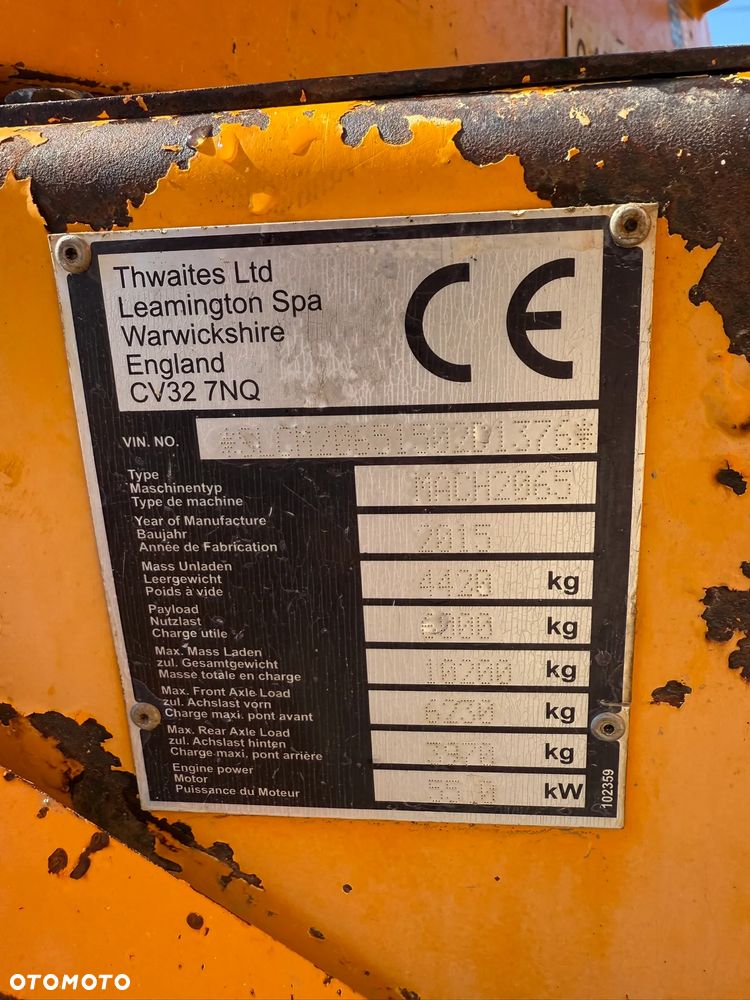 Thwaites Ltd
Leamington Spa
Warwickshire
England
CV32 7NQ
CE
VIN. NO.
Type
Maschinentyp
Type de machine
MACH2065
Year of Manufacture
Baujahr
Année de Fabrication
2015
Mass Unladen
Leergewicht
Poids à vide
4420 kg
Payload
Nutzlast
Charge utile
kg
Max. Mass Laden
zul. Gesamtgewicht
Masse totale en charge
10200 kg
Max. Front Axle Load
zul. Achslast vorn
Charge maxi. pont avant
6230 kg
Max. Rear Axle Load
zul. Achslast hinten
Charge maxi. pont arrière
3970 kg
Engine power
Motor
Puissance du Moteur
55.0 kW
102359
OTOMOTO